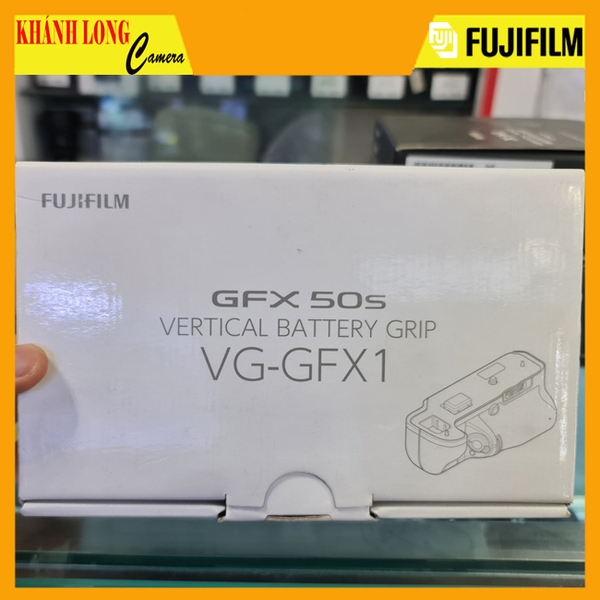 KHÁNH LONG
Camera
FUJIFILM
FUJIFILM
GFX 50s
VERTICAL BATTERY GRIP
VG-GFX1